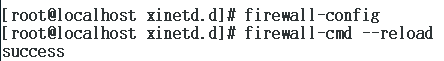 [root@localhost xinetd.d]# firewall-config
[root@localhost xinetd.d]# firewall-cmd --reload
success